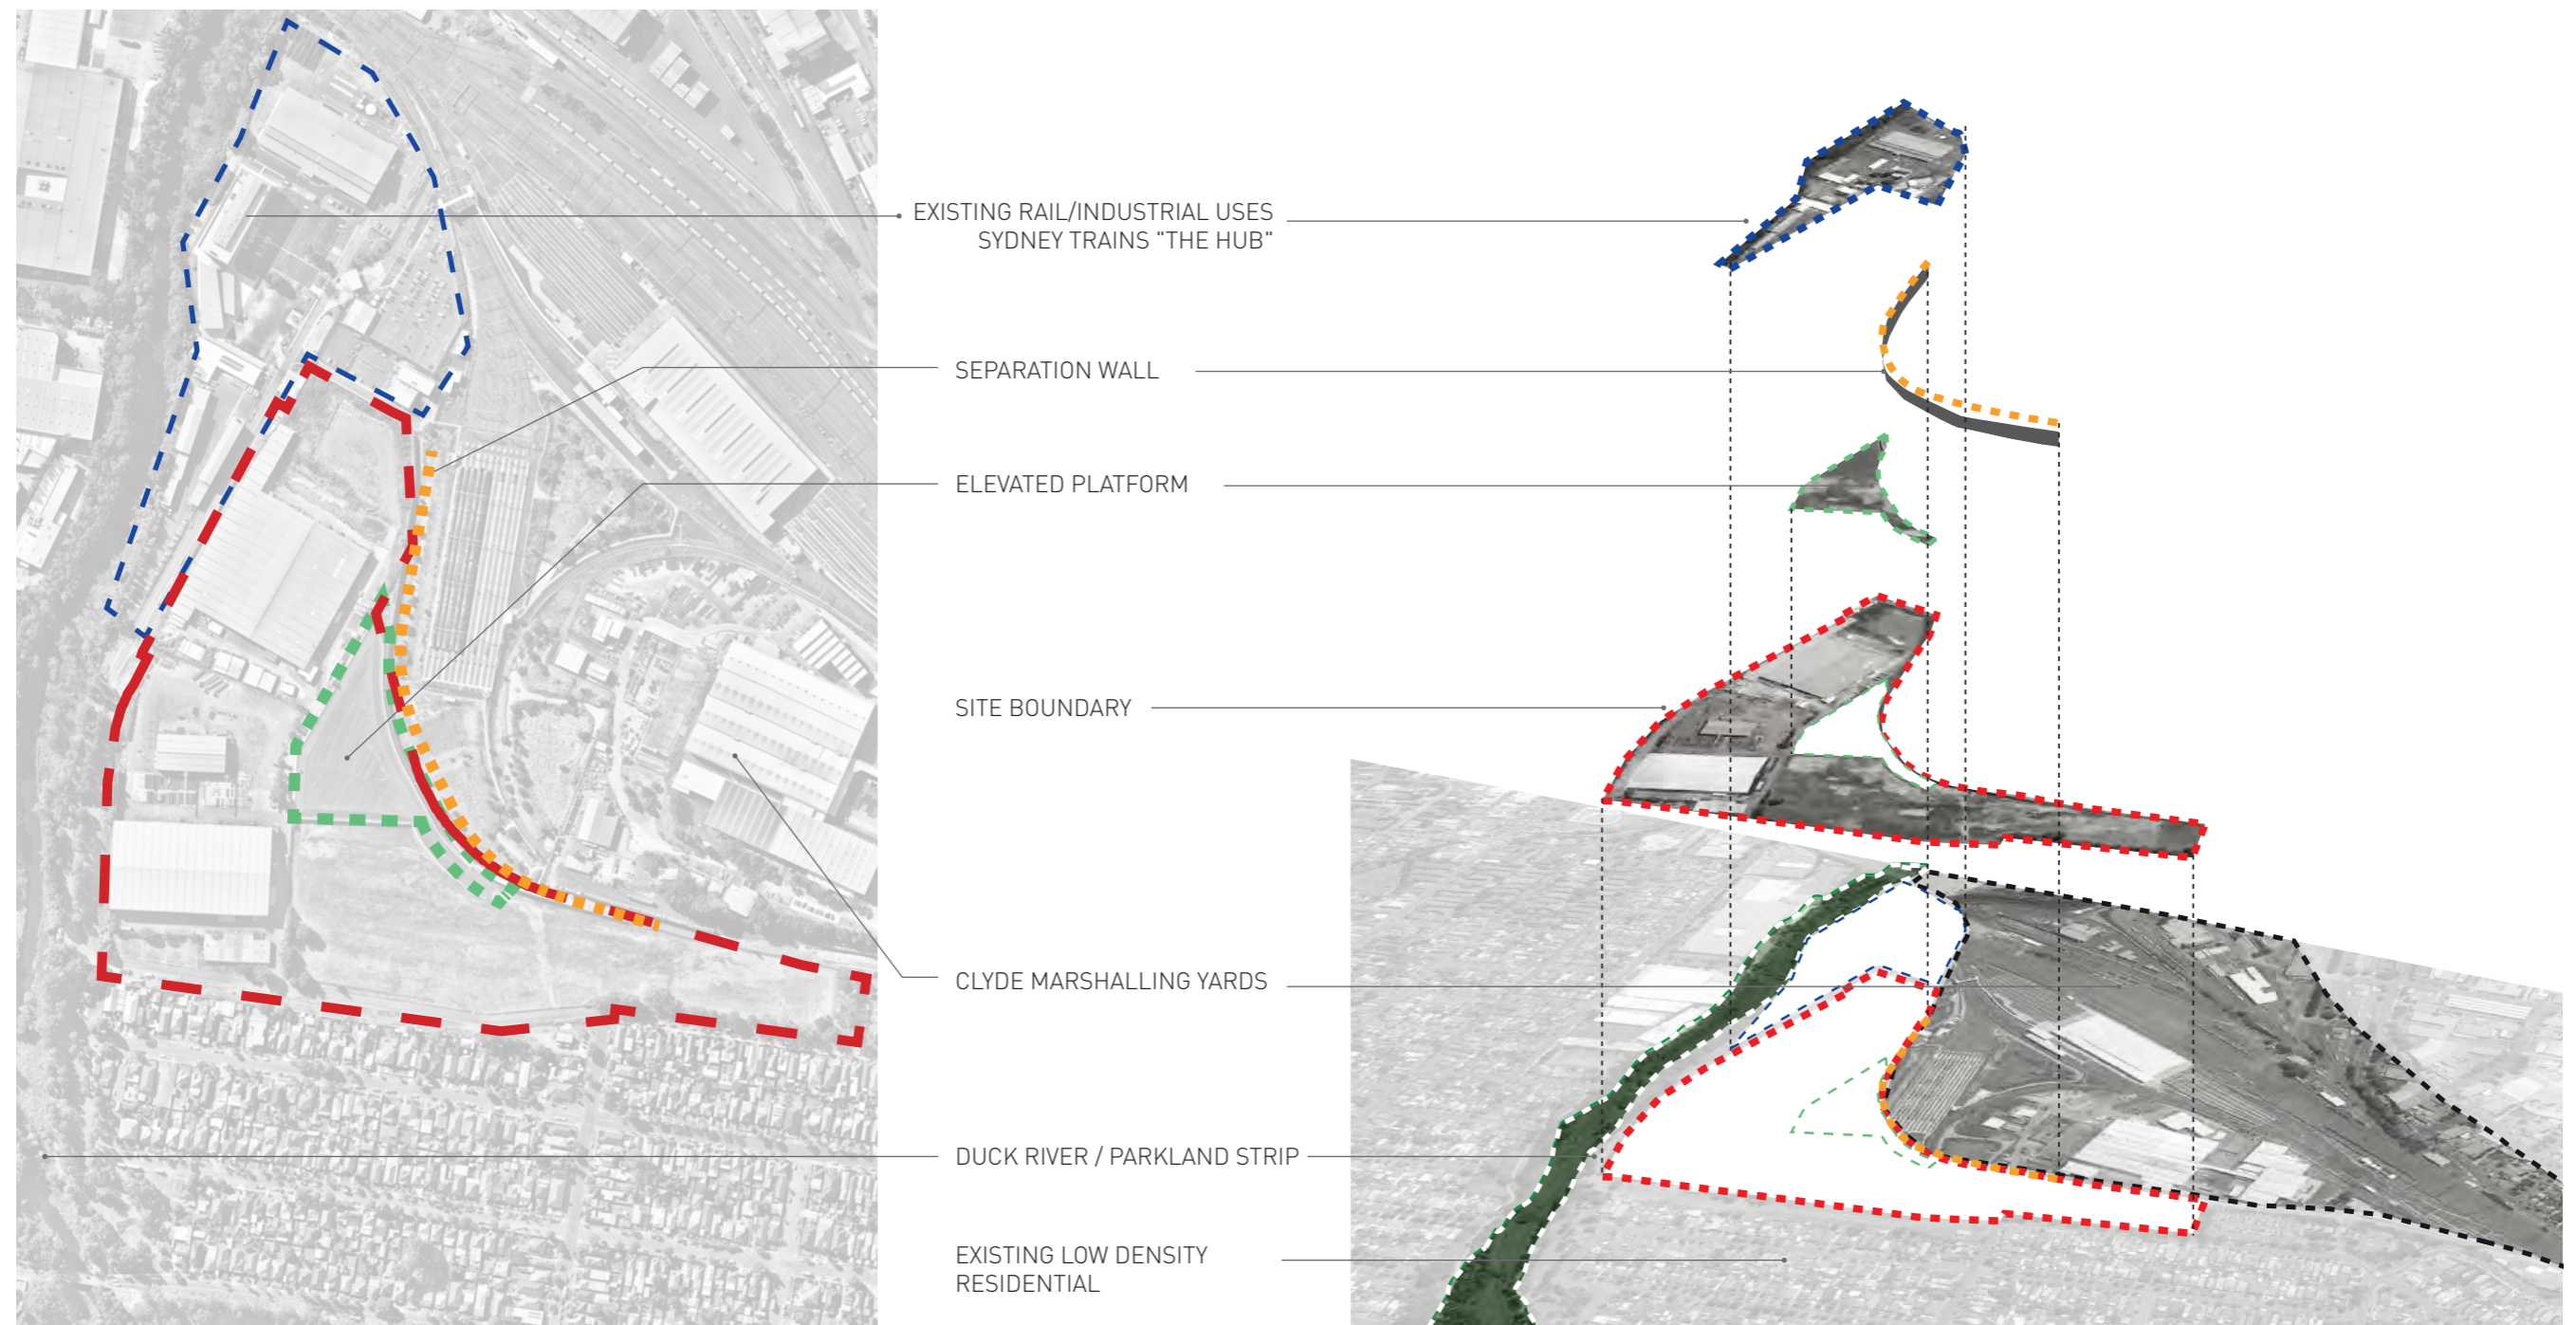 EXISTING RAIL/INDUSTRIAL USES
SYDNEY TRAINS "THE HUB"
SEPARATION WALL
ELEVATED PLATFORM
SITE BOUNDARY
CLYDE MARSHALLING YARDS
DUCK RIVER / PARKLAND STRIP
EXISTING LOW DENSITY
RESIDENTIAL